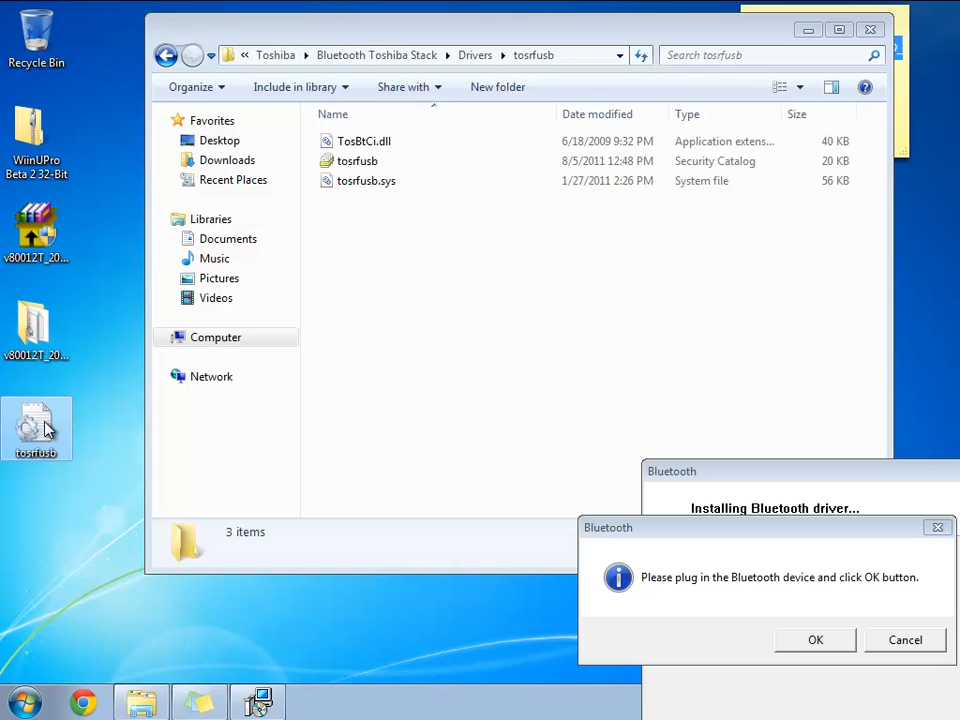 Recycle Bin
WiinUPro
Beta 2 32-Bit
v80012T_20...
v80012T_20...
tosrfusb
« Toshiba Bluetooth Toshiba Stack Drivers tosrfusb
Search tosrfusb
Organize Include in library Share with New folder
Name Date modified Type Size
TosBtCi.dll 6/18/2009 9:32 PM Application extens... 40 KB
tosrfusb 8/5/2011 12:48 PM Security Catalog 20 KB
tosrfusb.sys 1/27/2011 2:26 PM System file 56 KB
Favorites
Desktop
Downloads
Recent Places
Libraries
Documents
Music
Pictures
Videos
Computer
Network
3 items
Bluetooth
Installing Bluetooth driver...
Bluetooth
Please plug in the Bluetooth device and click OK button.
OK Cancel